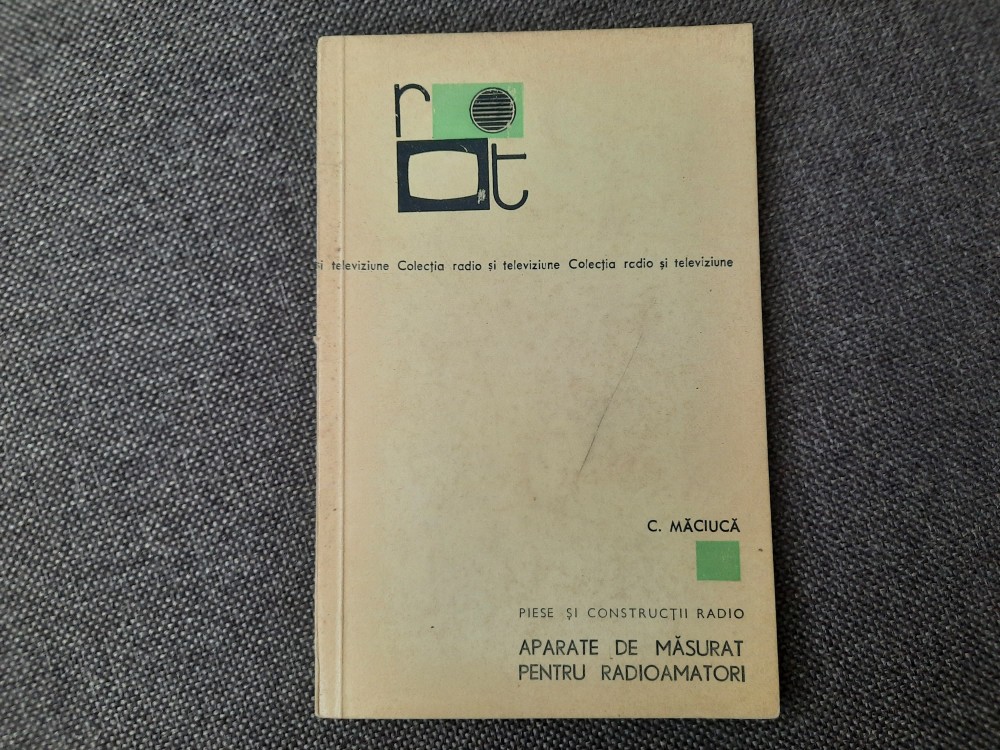 r t
și televiziune Colecția radio și televiziune Colecția radio și televiziune
C. MĂCIUCĂ
PIESE ȘI CONSTRUCȚII RADIO
APARATE DE MĂSURAT
PENTRU RADIOAMATORI